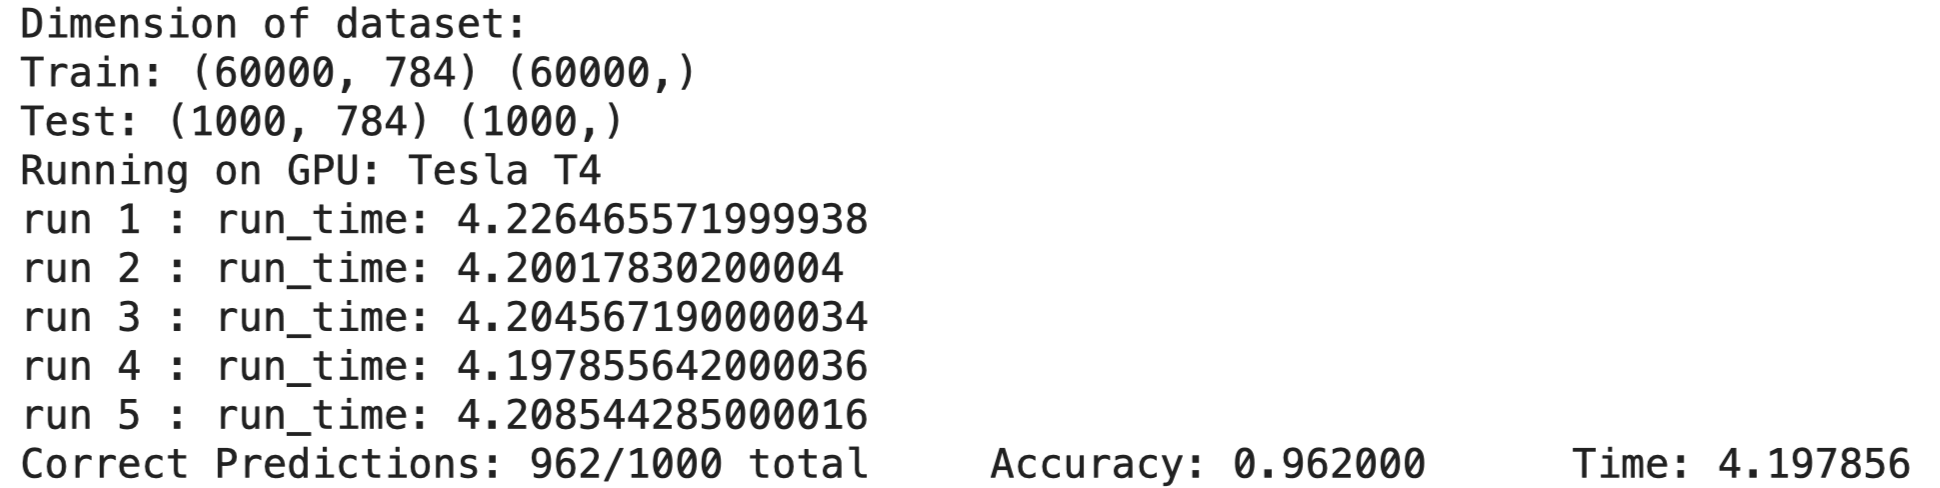 Dimension of dataset:
Train: (60000, 784) (60000,)
Test: (1000, 784) (1000,)
Running on GPU: Tesla T4
run 1 : run_time: 4.226465571999938
run 2 : run_time: 4.20017830200004
run 3 : run_time: 4.204567190000034
run 4 : run_time: 4.197855642000036
run 5 : run_time: 4.208544285000016
Correct Predictions: 962/1000 total     Accuracy: 0.962000      Time: 4.197856